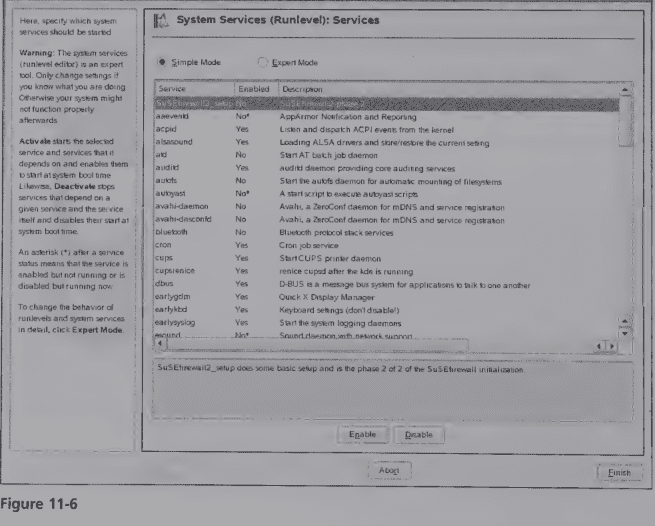 Here, specify which system
services should be started
Warning: The system services
(runlevel editor) is an expert
tool. Only change settings if
you know what you are doing
Otherwise your system might
not function properly
afterwards
Activate starts the selected
service and services that it
depends on and enables them
to start at system boot time
Likewise, Deactivate stops
services that depend on a
given service and the service
itself and disables their start at
system boot time.
An asterisk (*) after a service
status means that the service is
enabled but not running or is
disabled but running now
To change the behavior of
runlevels and system services
in detail, click Expert Mode.
System Services (Runlevel): Services
Simple Mode Expert Mode
Service Enabled Description
SuSEfirewall2_setup No SuSEfirewall2 phase 2
aaeventd No* AppArmor Notification and Reporting
acpid Yes Listen and dispatch ACPI events from the kernel
alsasound Yes Loading ALSA drivers and store/restore the current setting
atd No Start AT batch job daemon
auditd Yes auditd daemon providing core auditing services
autofs No Start the autofs daemon for automatic mounting of filesystems
autoyast No* A start script to execute autoyast scripts
avahi-daemon No Avahi, a ZeroConf daemon for mDNS and service registration
avahi-dnsconfd No Avahi, a ZeroConf daemon for mDNS and service registration
bluetooth No Bluetooth protocol stack services
cron Yes Cron job service
cups Yes Start CUPS printer daemon
cupsrenice Yes renice cupsd after the kde is running
dbus Yes D-BUS is a message bus system for applications to talk to one another
earlygdm Yes Quick X Display Manager
earlykbd Yes Keyboard settings (don't disable!)
earlysyslog Yes Start the system logging daemons
esound No* Sound daemon with network support
SuSEfirewall2_setup does some basic setup and is the phase 2 of 2 of the SuSEfirewall initialization.
Enable Disable
Abort Finish
Figure 11-6